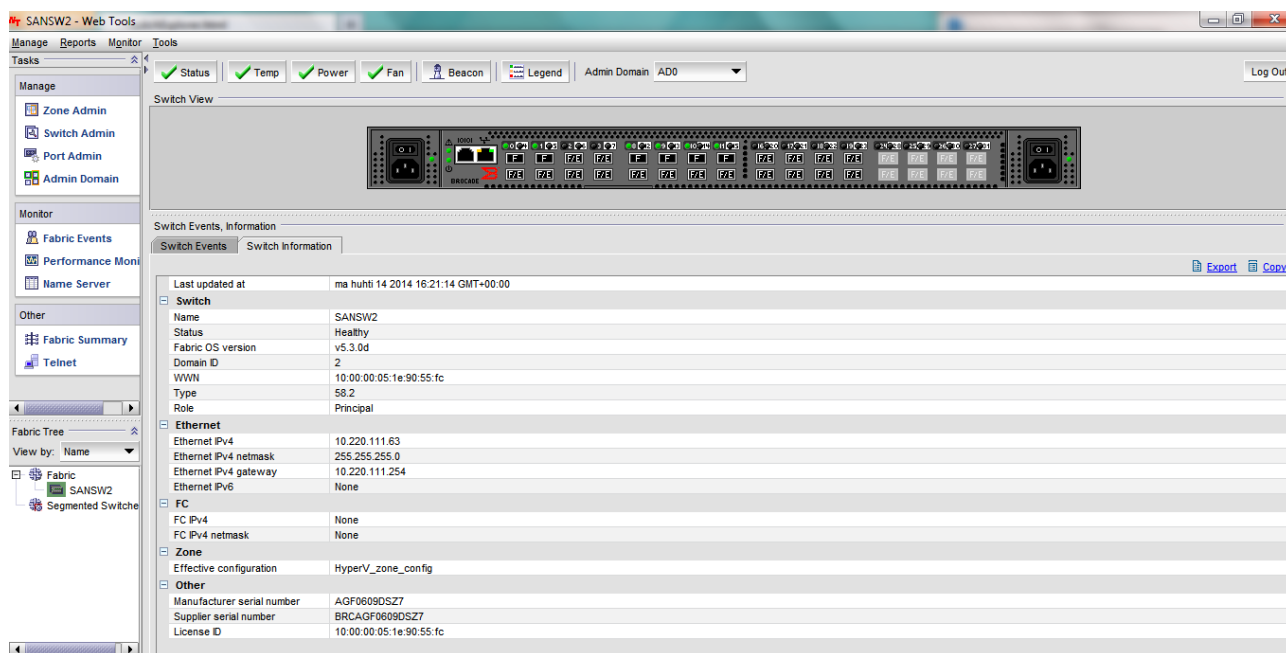 SANSW2 - Web Tools
Manage Reports Monitor Tools
Tasks
Status Temp Power Fan Beacon Legend Admin Domain AD0 Log Out
Manage
Zone Admin
Switch Admin
Port Admin
Admin Domain
Switch View
BROCADE
Monitor
Fabric Events
Performance Moni
Name Server
Other
Fabric Summary
Telnet
Fabric Tree
View by: Name
Fabric
SANSW2
Segmented Switche
Switch Events, Information
Switch Events Switch Information
Export Copy
Last updated at ma huhti 14 2014 16:21:14 GMT+00:00
Switch
Name SANSW2
Status Healthy
Fabric OS version v5.3.0d
Domain ID 2
WWN 10:00:00:05:1e:90:55:fc
Type 58.2
Role Principal
Ethernet
Ethernet IPv4 10.220.111.63
Ethernet IPv4 netmask 255.255.255.0
Ethernet IPv4 gateway 10.220.111.254
Ethernet IPv6 None
FC
FC IPv4 None
FC IPv4 netmask None
Zone
Effective configuration HyperV_zone_config
Other
Manufacturer serial number AGF0609DSZ7
Supplier serial number BRCAGF0609DSZ7
License ID 10:00:00:05:1e:90:55:fc